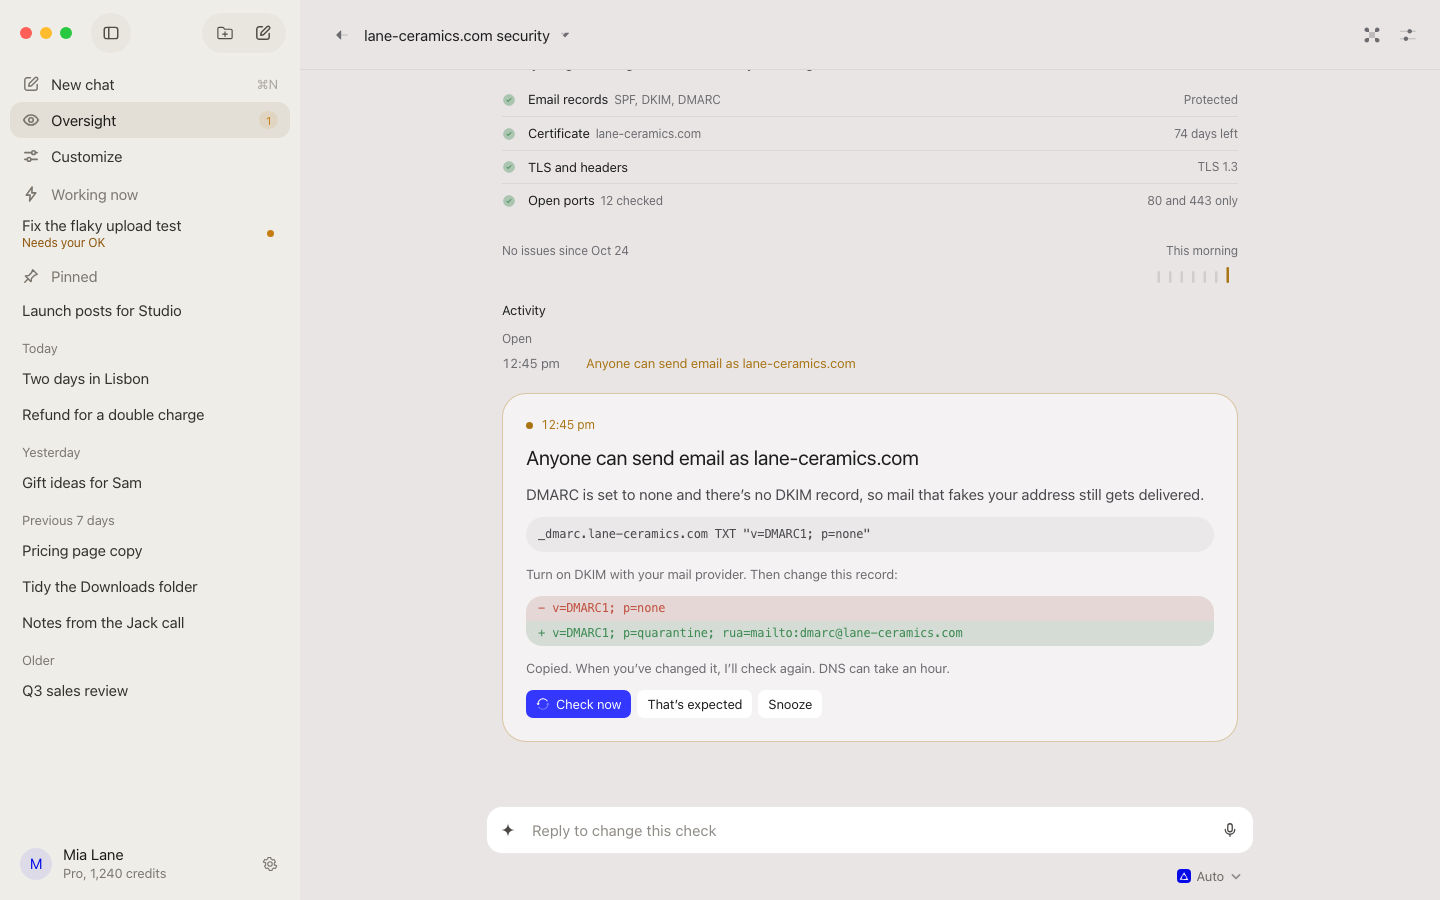 New chat ⌘N
Oversight 1
Customize
Working now
Fix the flaky upload test
Needs your OK
Pinned
Launch posts for Studio
Today
Two days in Lisbon
Refund for a double charge
Yesterday
Gift ideas for Sam
Previous 7 days
Pricing page copy
Tidy the Downloads folder
Notes from the Jack call
Older
Q3 sales review
M
Mia Lane
Pro, 1,240 credits
lane-ceramics.com security
Email records SPF, DKIM, DMARC Protected
Certificate lane-ceramics.com 74 days left
TLS and headers TLS 1.3
Open ports 12 checked 80 and 443 only
No issues since Oct 24 This morning
Activity
Open
12:45 pm Anyone can send email as lane-ceramics.com
12:45 pm
Anyone can send email as lane-ceramics.com
DMARC is set to none and there’s no DKIM record, so mail that fakes your address still gets delivered.
_dmarc.lane-ceramics.com TXT "v=DMARC1; p=none"
Turn on DKIM with your mail provider. Then change this record:
− v=DMARC1; p=none
+ v=DMARC1; p=quarantine; rua=mailto:dmarc@lane-ceramics.com
Copied. When you’ve changed it, I’ll check again. DNS can take an hour.
Check now That’s expected Snooze
Reply to change this check
Auto